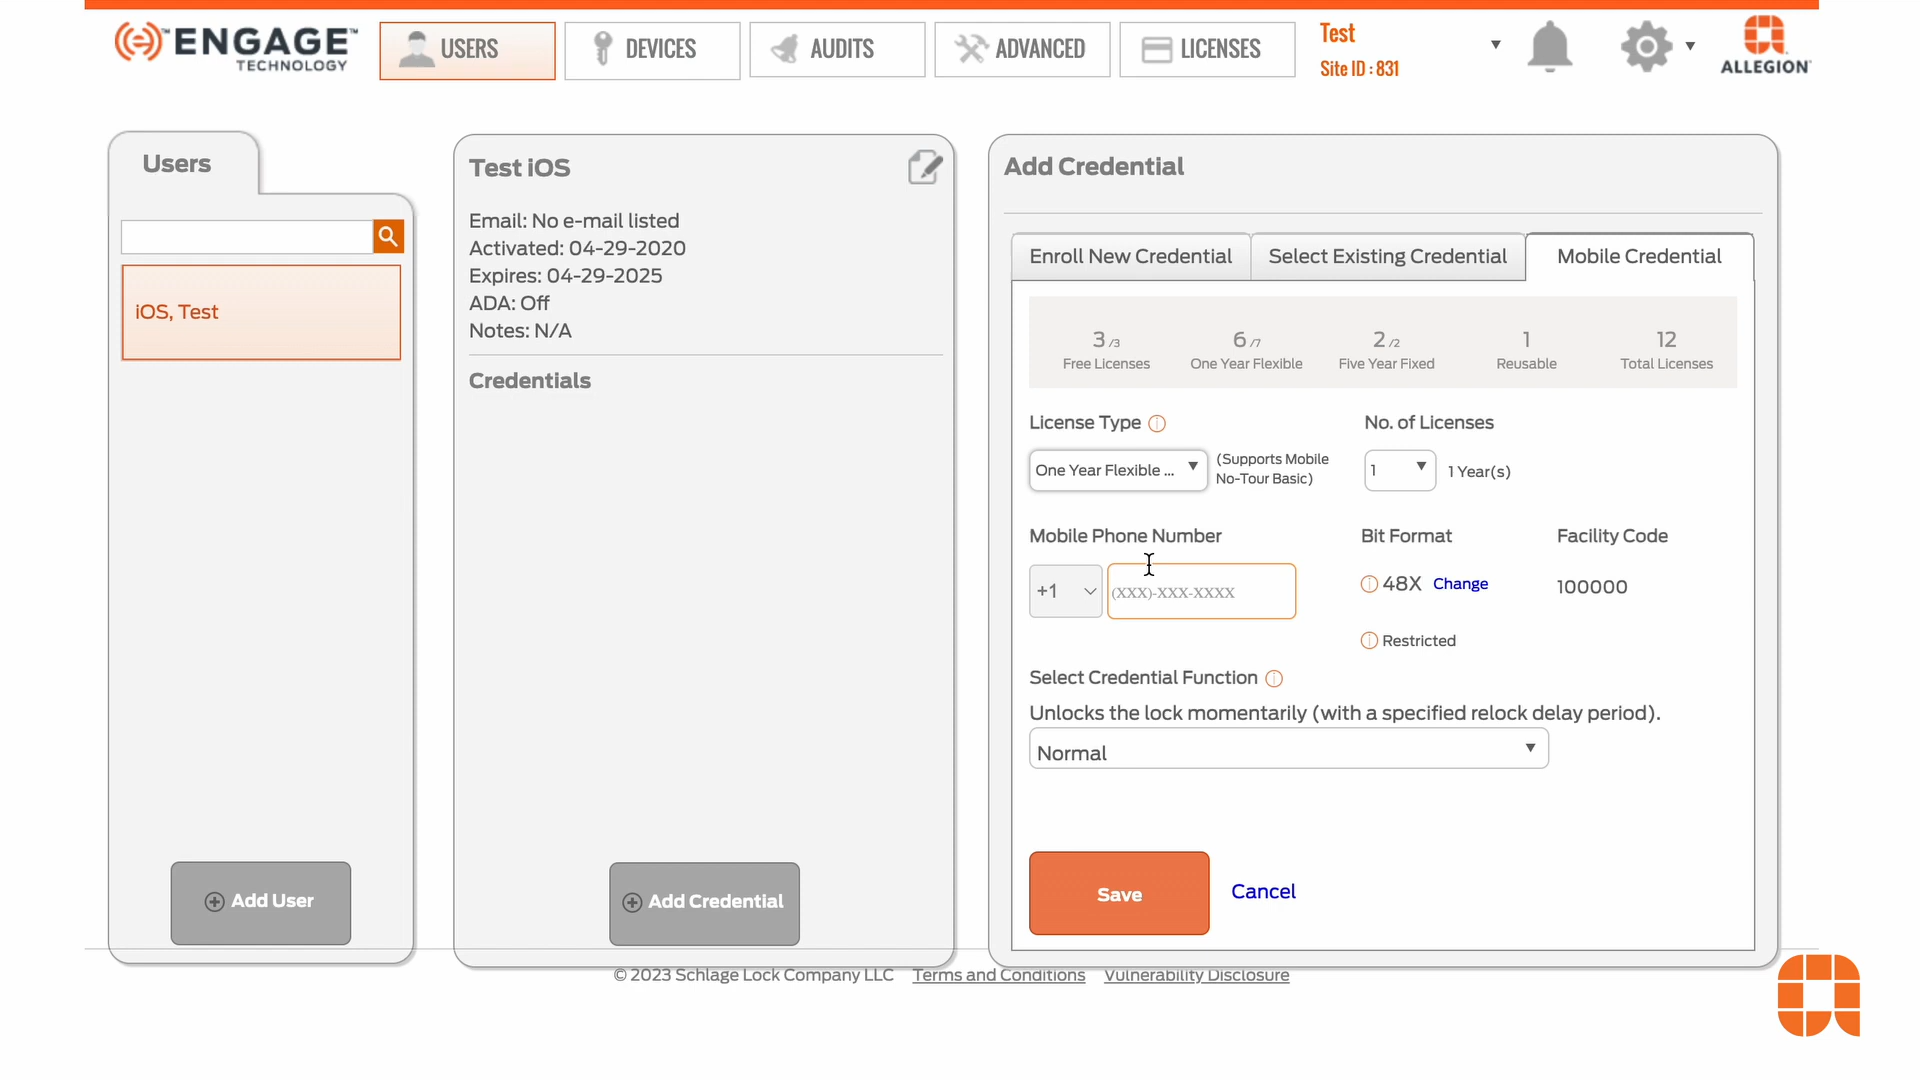 ENGAGE™
TECHNOLOGY
USERS
DEVICES
AUDITS
ADVANCED
LICENSES
Test
Site ID : 831
ALLEGION
Users
iOS, Test
Add User
Test iOS
Email: No e-mail listed
Activated: 04-29-2020
Expires: 04-29-2025
ADA: Off
Notes: N/A
Credentials
Add Credential
Add Credential
Enroll New Credential
Select Existing Credential
Mobile Credential
3 /3
Free Licenses
6 /7
One Year Flexible
2 /2
Five Year Fixed
1
Reusable
12
Total Licenses
License Type
One Year Flexible ...
(Supports Mobile
No-Tour Basic)
No. of Licenses
1
1 Year(s)
Mobile Phone Number
+1
(XXX)-XXX-XXXX
Bit Format
48X Change
Restricted
Facility Code
100000
Select Credential Function
Unlocks the lock momentarily (with a specified relock delay period).
Normal
Save
Cancel
© 2023 Schlage Lock Company LLC Terms and Conditions Vulnerability Disclosure